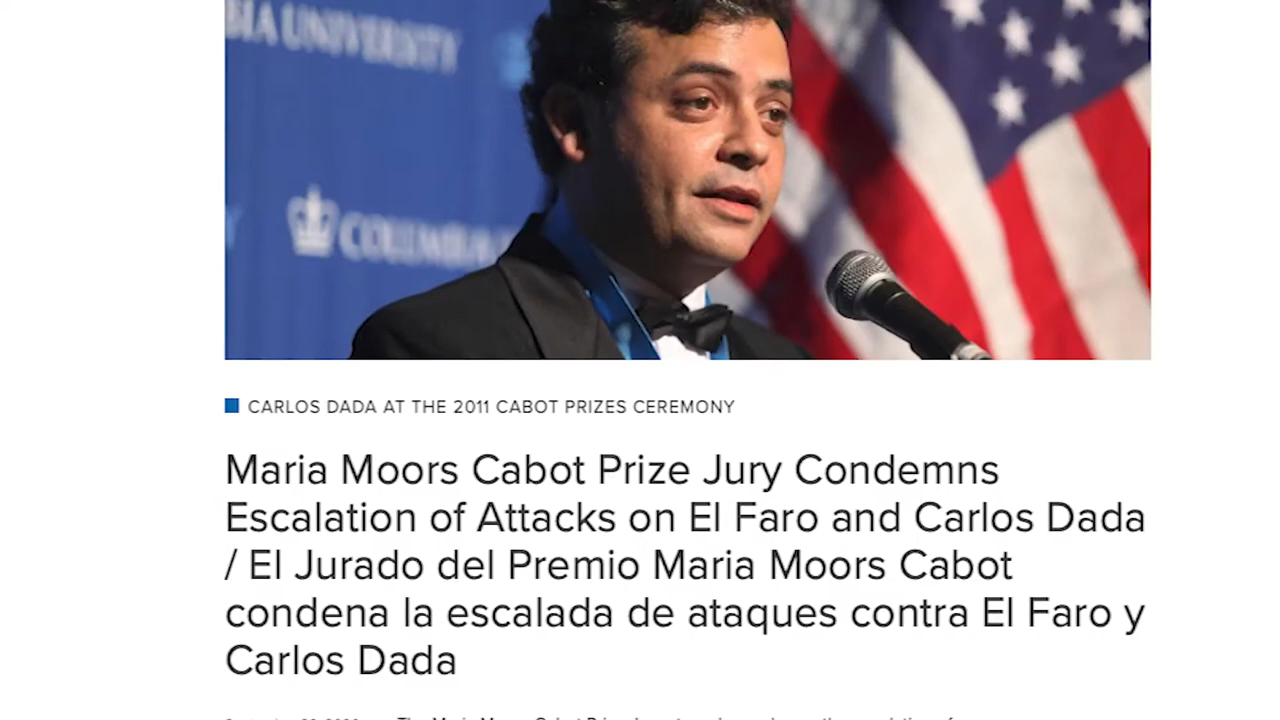 BIA UNIVERSITY
COLUMBIA
CARLOS DADA AT THE 2011 CABOT PRIZES CEREMONY
Maria Moors Cabot Prize Jury Condemns
Escalation of Attacks on El Faro and Carlos Dada
/ El Jurado del Premio Maria Moors Cabot
condena la escalada de ataques contra El Faro y
Carlos Dada